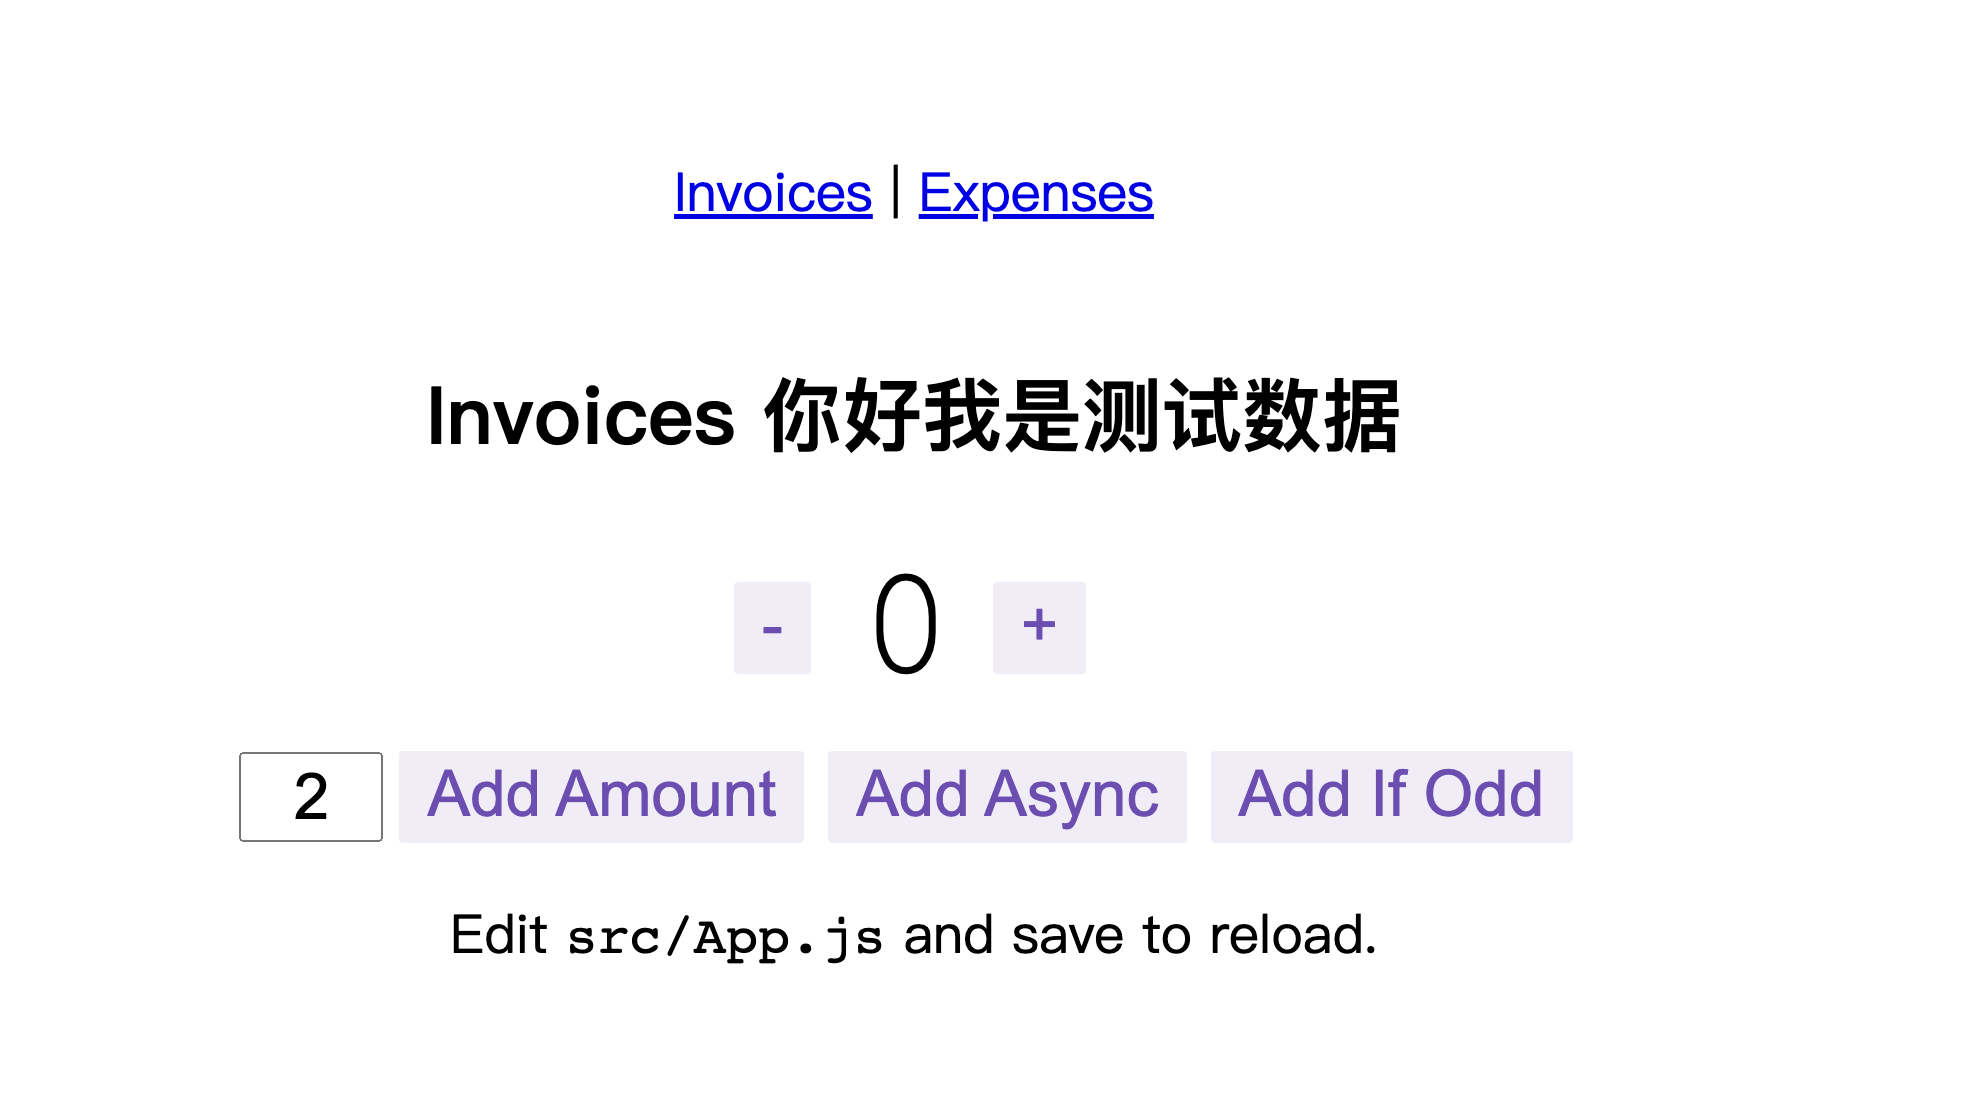 Invoices | Expenses
Invoices 你好我是测试数据
- 0 +
2 Add Amount Add Async Add If Odd
Edit src/App.js and save to reload.